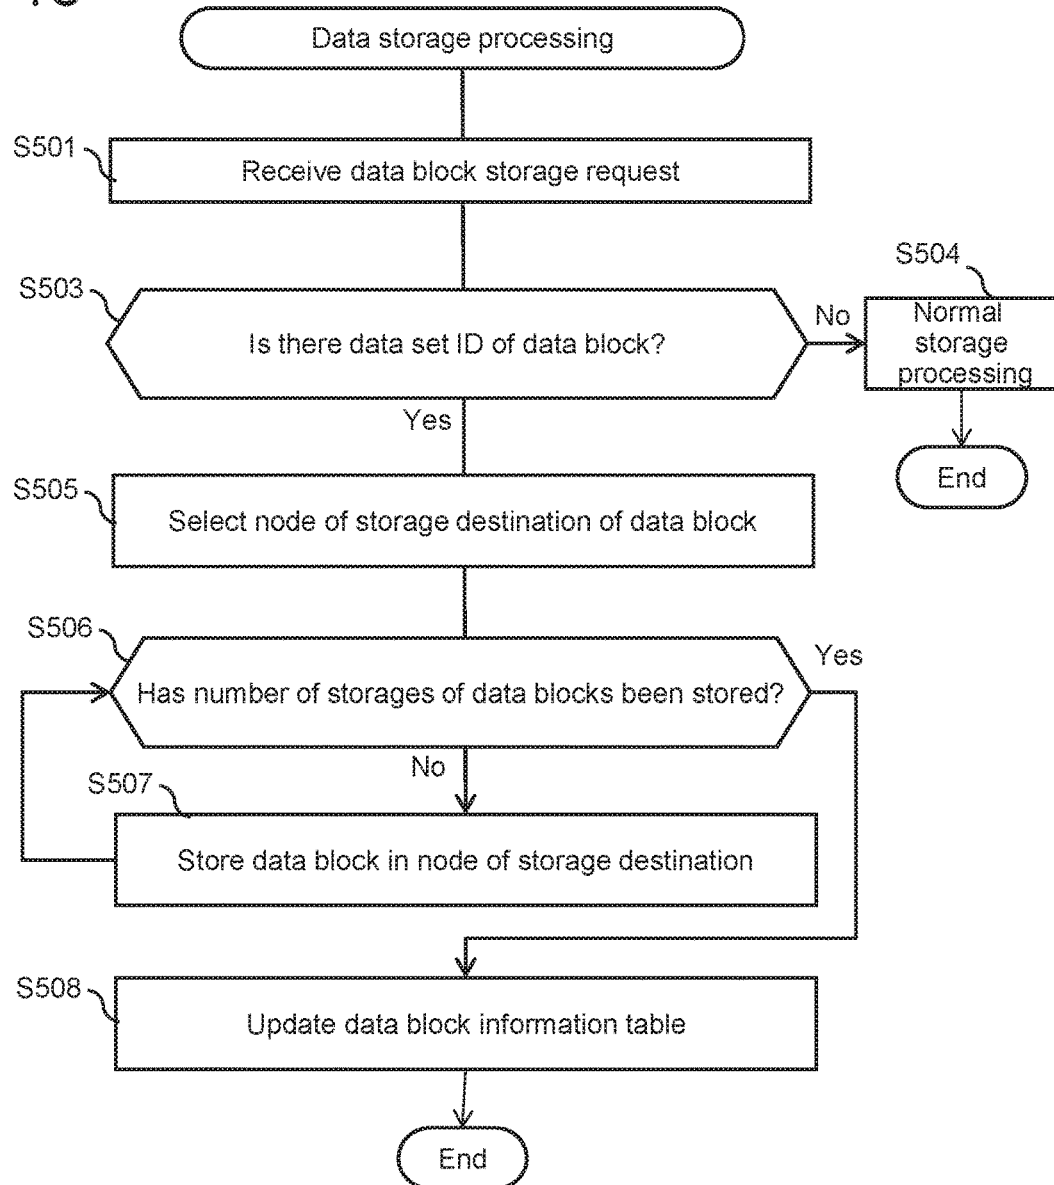 Data storage processing
S501
Receive data block storage request
S503
Is there data set ID of data block?
No
S504
Normal
storage
processing
End
Yes
S505
Select node of storage destination of data block
S506
Has number of storages of data blocks been stored?
Yes
No
S507
Store data block in node of storage destination
S508
Update data block information table
End